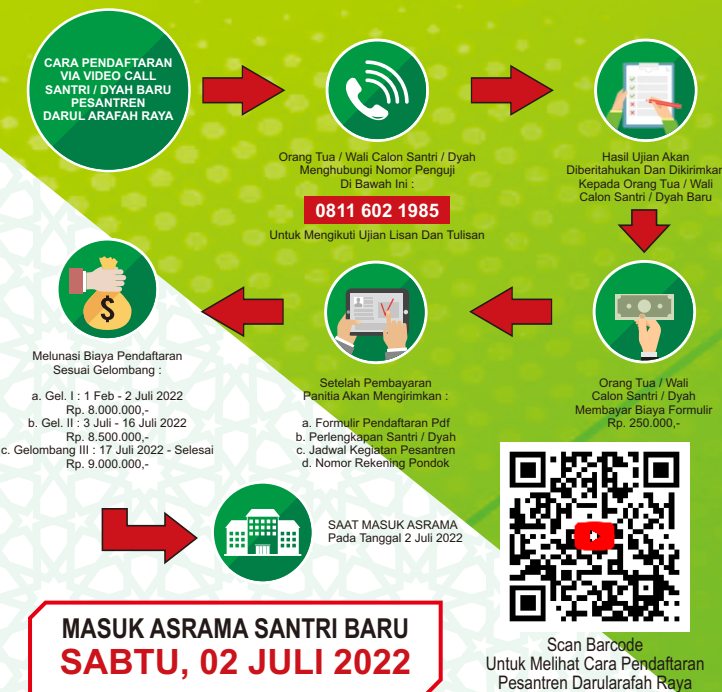 CARA PENDAFTARAN
VIA VIDEO CALL
SANTRI / DYAH BARU
PESANTREN
DARUL ARAFAH RAYA
Orang Tua / Wali Calon Santri / Dyah
Menghubungi Nomor Penguji
Di Bawah Ini :
0811 602 1985
Untuk Mengikuti Ujian Lisan Dan Tulisan
Hasil Ujian Akan
Diberitahukan Dan Dikirimkan
Kepada Orang Tua / Wali
Calon Santri / Dyah Baru
Orang Tua / Wali
Calon Santri / Dyah
Membayar Biaya Formulir
Rp. 250.000,-
Setelah Pembayaran
Panitia Akan Mengirimkan :
a. Formulir Pendaftaran Pdf
b. Perlengkapan Santri / Dyah
c. Jadwal Kegiatan Pesantren
d. Nomor Rekening Pondok
$
Melunasi Biaya Pendaftaran
Sesuai Gelombang :
a. Gel. I : 1 Feb - 2 Juli 2022
Rp. 8.000.000,-
b. Gel. II : 3 Juli - 16 Juli 2022
Rp. 8.500.000,-
c. Gelombang III : 17 Juli 2022 - Selesai
Rp. 9.000.000,-
SAAT MASUK ASRAMA
Pada Tanggal 2 Juli 2022
MASUK ASRAMA SANTRI BARU
SABTU, 02 JULI 2022
Scan Barcode
Untuk Melihat Cara Pendaftaran
Pesantren Darularafah Raya